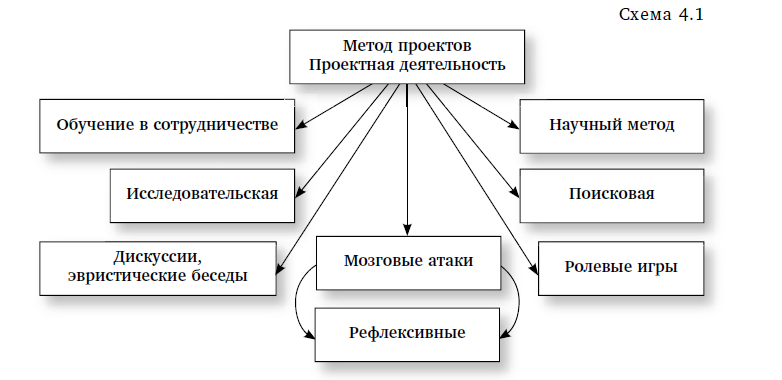 Схема 4.1
Метод проектов
Проектная деятельность
Обучение в сотрудничестве
Научный метод
Исследовательская
Поисковая
Дискуссии,
эвристические беседы
Мозговые атаки
Ролевые игры
Рефлексивные